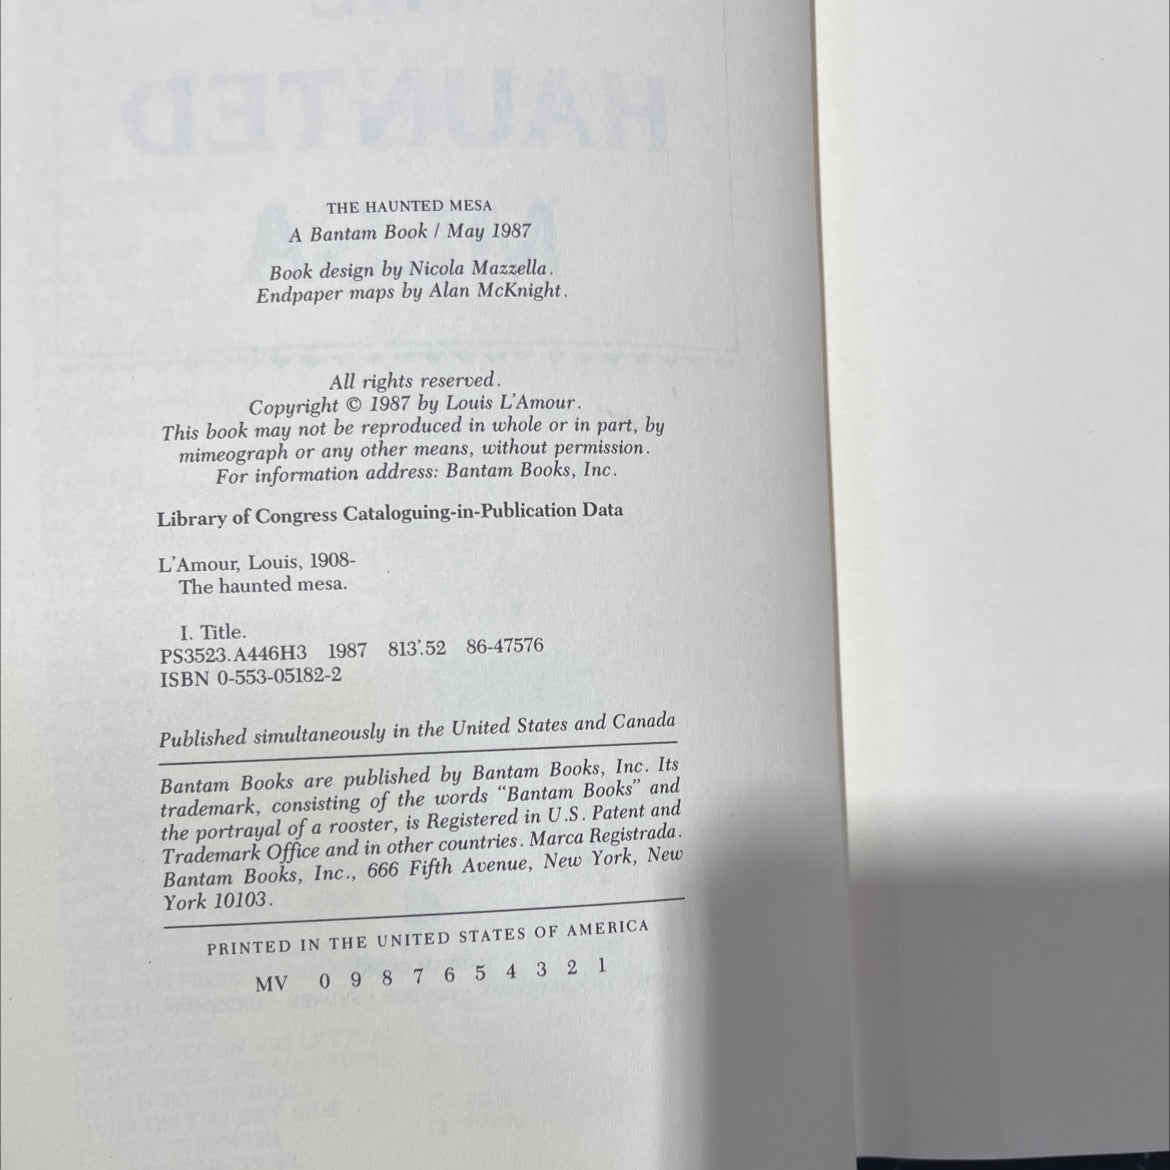 THE HAUNTED MESA
A Bantam Book / May 1987
Book design by Nicola Mazzella.
Endpaper maps by Alan McKnight.
All rights reserved.
Copyright © 1987 by Louis L'Amour.
This book may not be reproduced in whole or in part, by
mimeograph or any other means, without permission.
For information address: Bantam Books, Inc.
Library of Congress Cataloguing-in-Publication Data
L'Amour, Louis, 1908-
The haunted mesa.
I. Title.
PS3523.A446H3 1987 813'.52 86-47576
ISBN 0-553-05182-2
Published simultaneously in the United States and Canada
Bantam Books are published by Bantam Books, Inc. Its
trademark, consisting of the words “Bantam Books” and
the portrayal of a rooster, is Registered in U.S. Patent and
Trademark Office and in other countries. Marca Registrada.
Bantam Books, Inc., 666 Fifth Avenue, New York, New
York 10103.
PRINTED IN THE UNITED STATES OF AMERICA
MV 0 9 8 7 6 5 4 3 2 1